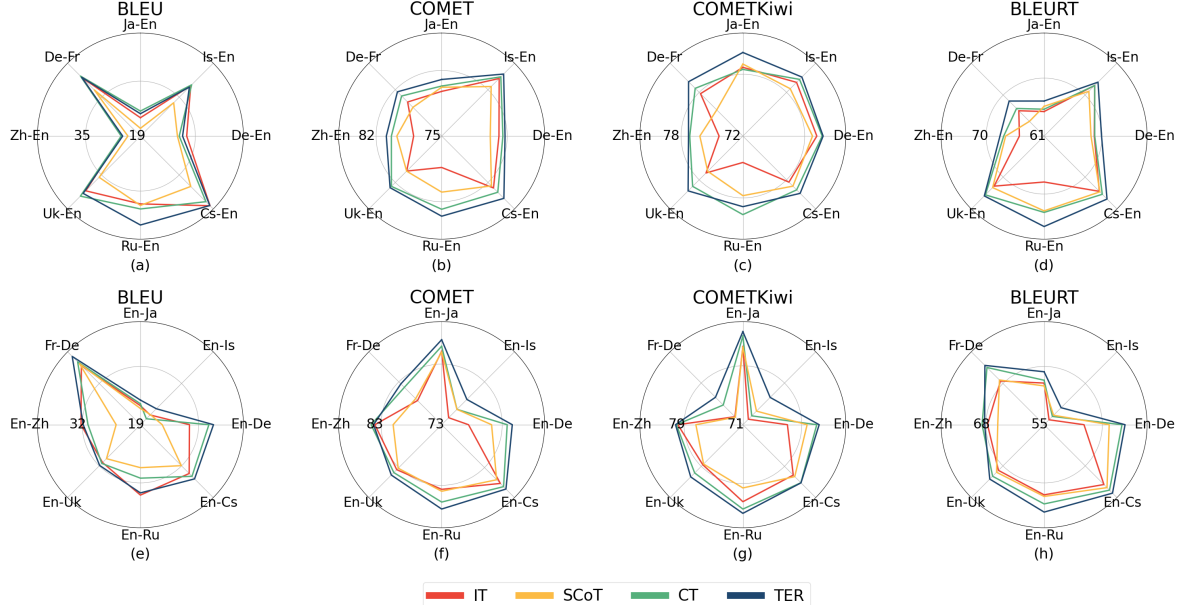 BLEU
COMET
COMETKiwi
BLEURT
Ja-En
Ja-En
Ja-En
Ja-En
De-Fr
Is-En
De-Fr
Is-En
De-Fr
Is-En
De-Fr
Is-En
Zh-En
35
19
De-En
Zh-En
82
75
De-En
Zh-En
78
72
De-En
Zh-En
70
61
De-En
Uk-En
Cs-En
Uk-En
Cs-En
Uk-En
Cs-En
Uk-En
Cs-En
Ru-En
Ru-En
Ru-En
Ru-En
(a)
(b)
(c)
(d)
BLEU
COMET
COMETKiwi
BLEURT
En-Ja
En-Ja
En-Ja
En-Ja
Fr-De
En-Is
Fr-De
En-Is
Fr-De
En-Is
Fr-De
En-Is
En-Zh
32
19
En-De
En-Zh
83
73
En-De
En-Zh
79
71
En-De
En-Zh
68
55
En-De
En-Uk
En-Cs
En-Uk
En-Cs
En-Uk
En-Cs
En-Uk
En-Cs
En-Ru
En-Ru
En-Ru
En-Ru
(e)
(f)
(g)
(h)
IT
SCoT
CT
TER